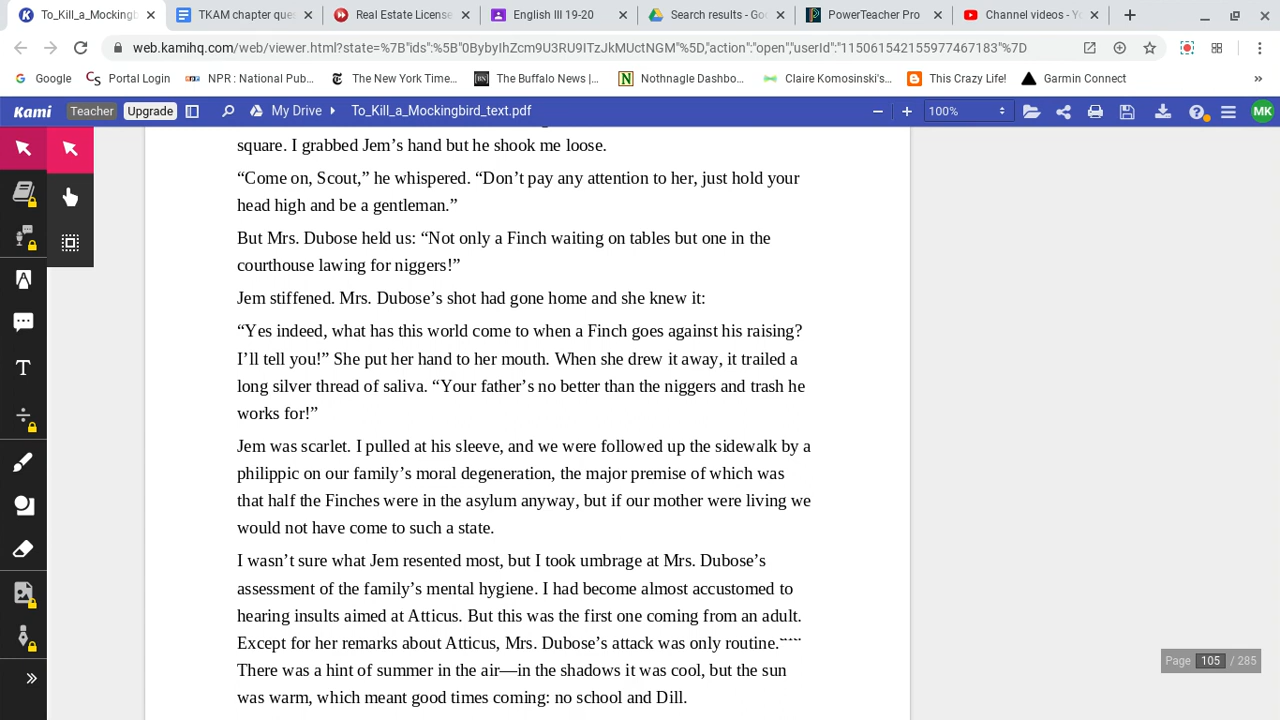 To_Kill_a_Mockingb
TKAM chapter ques
Real Estate License
English III 19-20
Search results - Goo
PowerTeacher Pro
Channel videos - Yo
web.kamihq.com/web/viewer.html?state=%7B"ids":%5B"0BybyIhZcm9U3RU9ITzJkMUctNGM"%5D,"action":"open","userId":"115061542155977467183"%7D
Google
Portal Login
NPR : National Pub...
The New York Time...
The Buffalo News |...
Nothnagle Dashbo...
Claire Komosinski's...
This Crazy Life!
Garmin Connect
»
Kami
Teacher
Upgrade
My Drive
To_Kill_a_Mockingbird_text.pdf
100%
MK
square. I grabbed Jem’s hand but he shook me loose.
“Come on, Scout,” he whispered. “Don’t pay any attention to her, just hold your
head high and be a gentleman.”
But Mrs. Dubose held us: “Not only a Finch waiting on tables but one in the
courthouse lawing for niggers!”
Jem stiffened. Mrs. Dubose’s shot had gone home and she knew it:
“Yes indeed, what has this world come to when a Finch goes against his raising?
I’ll tell you!” She put her hand to her mouth. When she drew it away, it trailed a
long silver thread of saliva. “Your father’s no better than the niggers and trash he
works for!”
Jem was scarlet. I pulled at his sleeve, and we were followed up the sidewalk by a
philippic on our family’s moral degeneration, the major premise of which was
that half the Finches were in the asylum anyway, but if our mother were living we
would not have come to such a state.
I wasn’t sure what Jem resented most, but I took umbrage at Mrs. Dubose’s
assessment of the family’s mental hygiene. I had become almost accustomed to
hearing insults aimed at Atticus. But this was the first one coming from an adult.
Except for her remarks about Atticus, Mrs. Dubose’s attack was only routine.
There was a hint of summer in the air—in the shadows it was cool, but the sun
was warm, which meant good times coming: no school and Dill.
Page 105 / 285